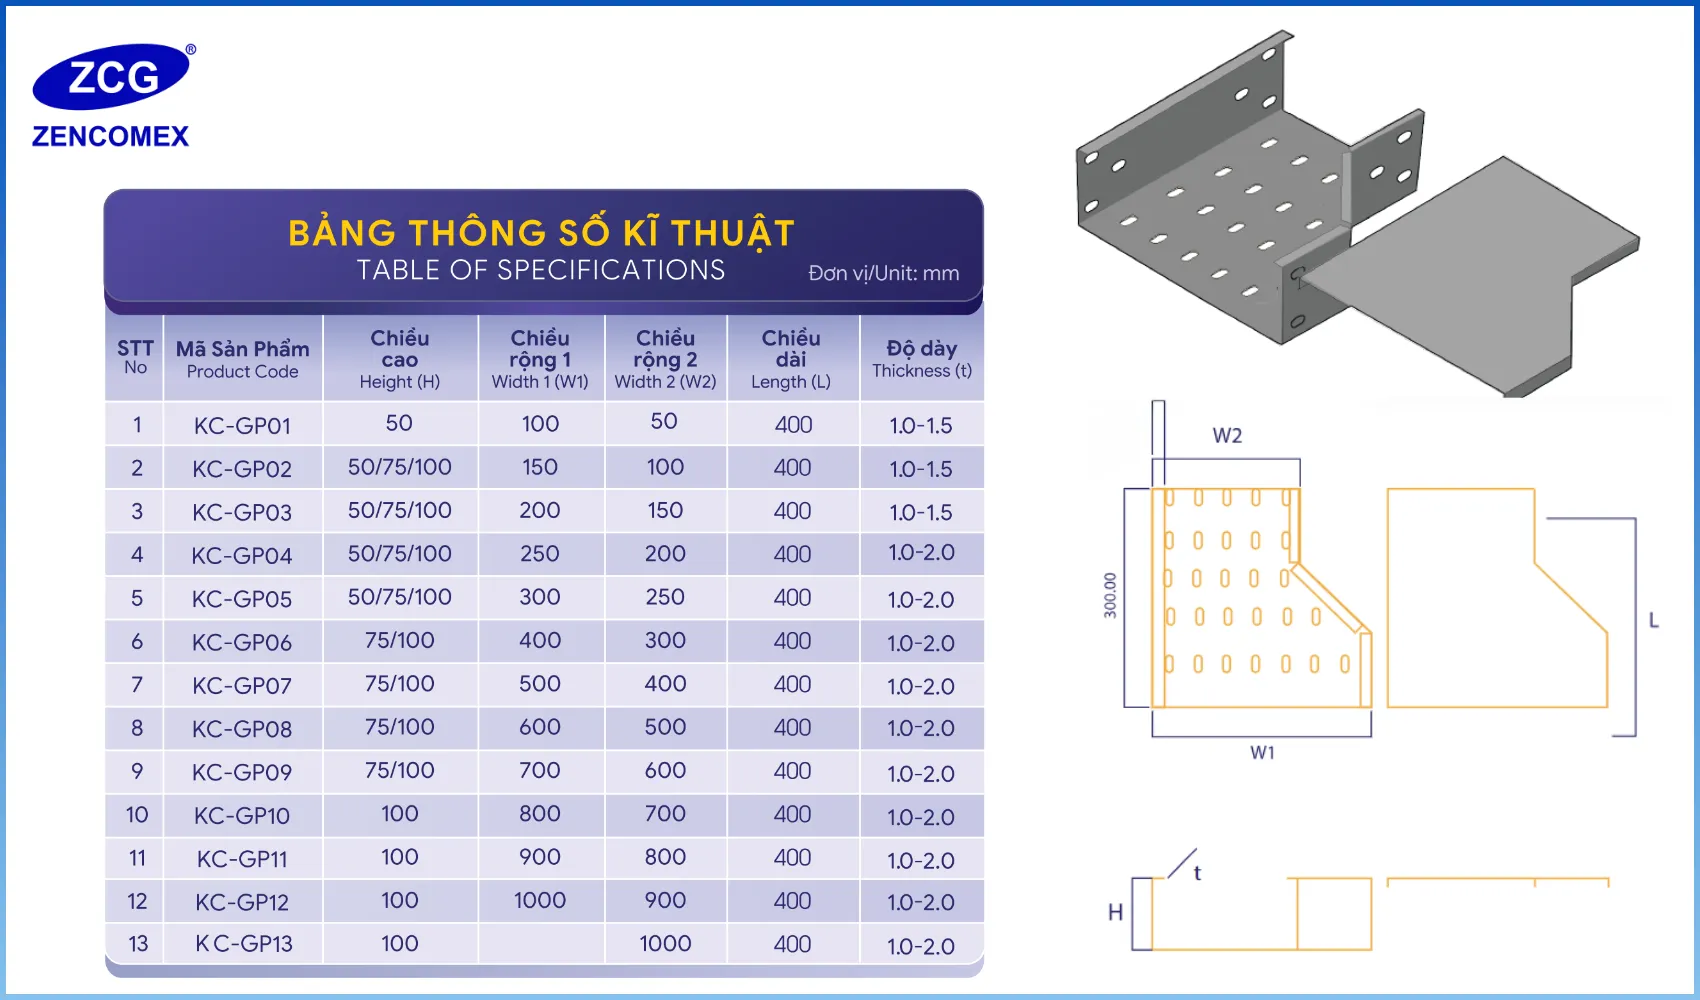 ZCG®
ZENCOMEX
BẢNG THÔNG SỐ KĨ THUẬT
TABLE OF SPECIFICATIONS
Đơn vị/Unit: mm
STT No | Mã Sản Phẩm Product Code | Chiều cao Height (H) | Chiều rộng 1 Width 1 (W1) | Chiều rộng 2 Width 2 (W2) | Chiều dài Length (L) | Độ dày Thickness (t)
1 KC-GP01 50 100 50 400 1.0-1.5
2 KC-GP02 50/75/100 150 100 400 1.0-1.5
3 KC-GP03 50/75/100 200 150 400 1.0-1.5
4 KC-GP04 50/75/100 250 200 400 1.0-2.0
5 KC-GP05 50/75/100 300 250 400 1.0-2.0
6 KC-GP06 75/100 400 300 400 1.0-2.0
7 KC-GP07 75/100 500 400 400 1.0-2.0
8 KC-GP08 75/100 600 500 400 1.0-2.0
9 KC-GP09 75/100 700 600 400 1.0-2.0
10 KC-GP10 100 800 700 400 1.0-2.0
11 KC-GP11 100 900 800 400 1.0-2.0
12 KC-GP12 100 1000 900 400 1.0-2.0
13 KC-GP13 100 1000 400 1.0-2.0
W2
300.00
L
W1
t
H